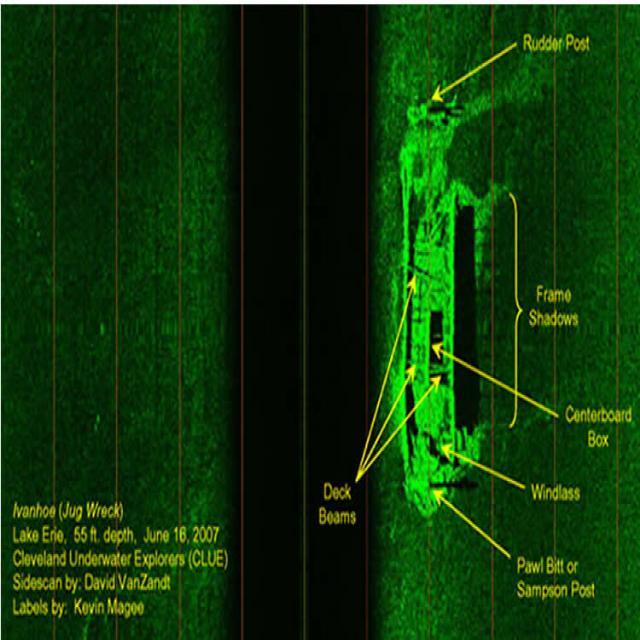 Rudder Post
Frame
Shadows
Centerboard
Box
Deck
Beams
Windlass
Pawl Bitt or
Sampson Post
Ivanhoe (Jug Wreck)
Lake Erie, 55 ft. depth, June 16, 2007
Cleveland Underwater Explorers (CLUE)
Sidescan by: David VanZandt
Labels by: Kevin Magee